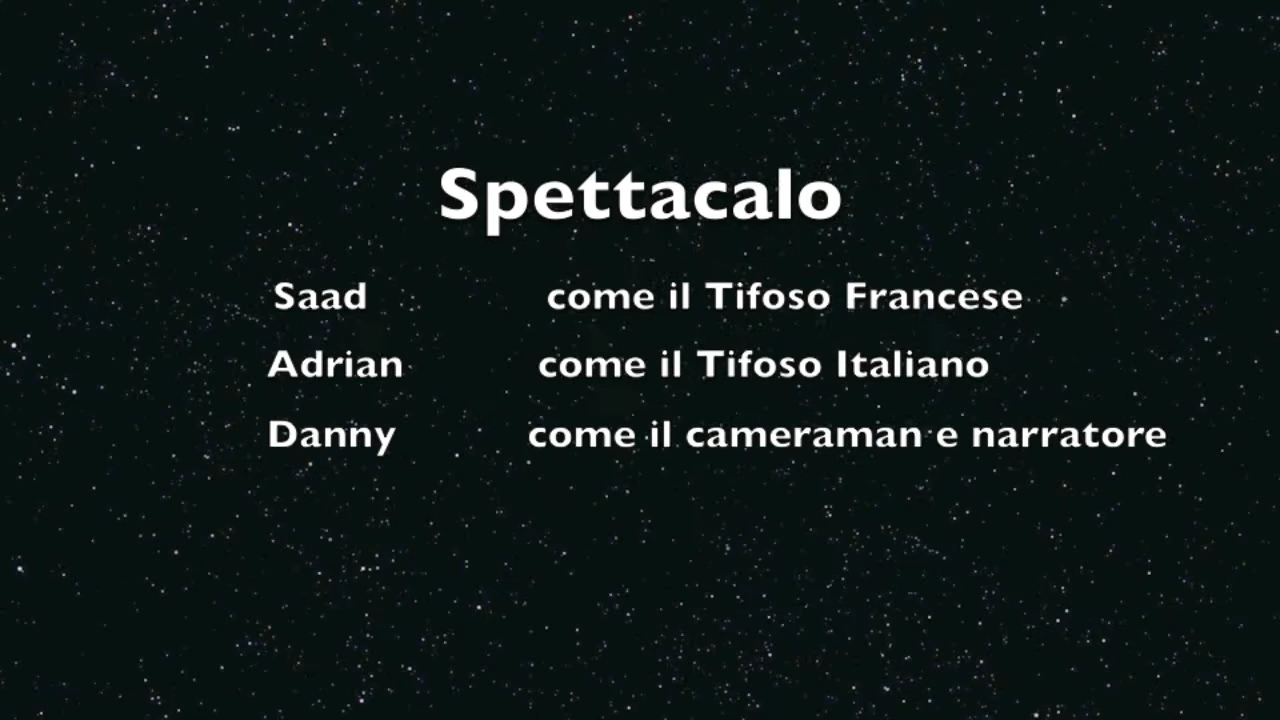 Spettacalo
Saad come il Tifoso Francese
Adrian come il Tifoso Italiano
Danny come il cameraman e narratore